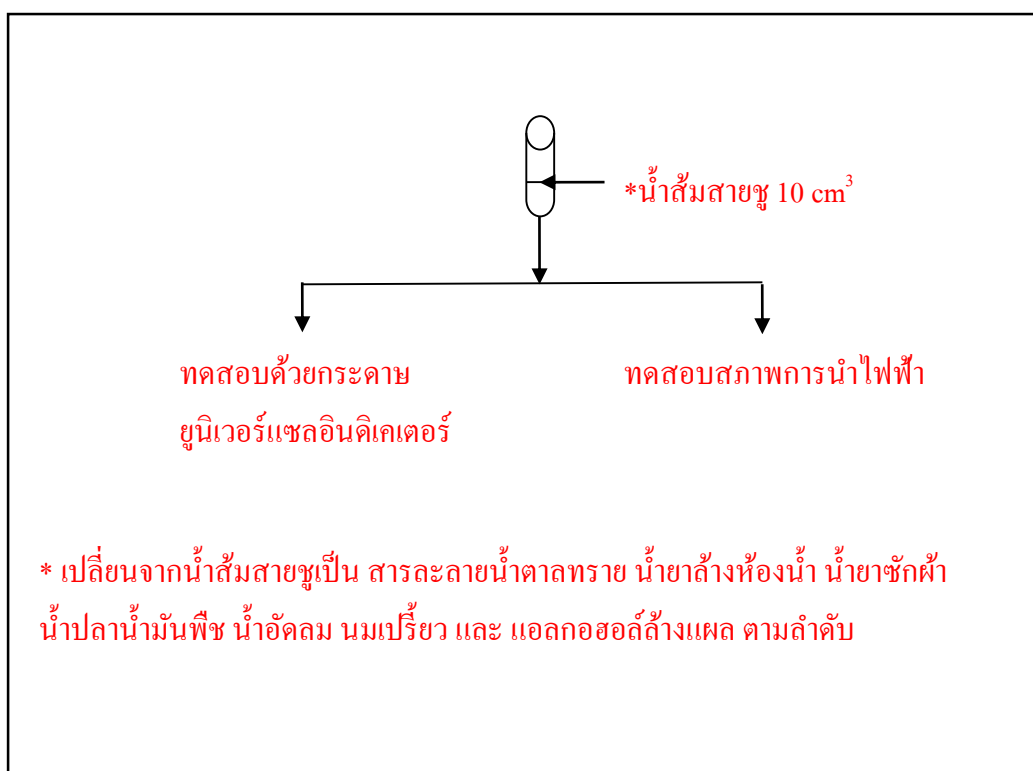 *น้ำส้มสายชู 10 cm³
ทดสอบด้วยกระดาษ
ยูนิเวอร์แซลอินดิเคเตอร์
ทดสอบสภาพการนำไฟฟ้า
* เปลี่ยนจากน้ำส้มสายชูเป็น สารละลายน้ำตาลทราย น้ำยาล้างห้องน้ำ น้ำยาซักผ้า
น้ำปลาน้ำมันพืช น้ำอัดลม นมเปรี้ยว และ แอลกอฮอล์ล้างแผล ตามลำดับ